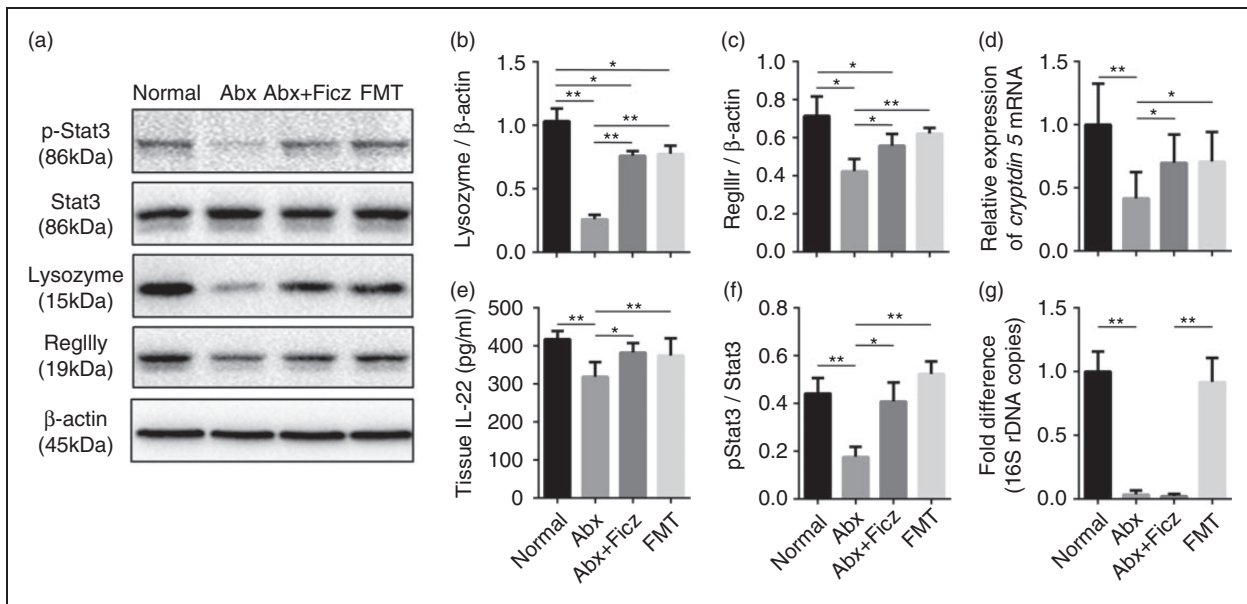 (a)
Normal Abx Abx+Ficz FMT
p-Stat3
(86kDa)
Stat3
(86kDa)
Lysozyme
(15kDa)
RegIIIγ
(19kDa)
β-actin
(45kDa)
(b)
Lysozyme / β-actin
1.5
1.0
0.5
0.0
*
*
**
**
**
(c)
RegIIIr / β-actin
1.0
0.8
0.6
0.4
0.2
0.0
*
*
**
*
(d)
Relative expression
of cryptdin 5 mRNA
1.5
1.0
0.5
0.0
**
*
*
(e)
Tissue IL-22 (pg/ml)
500
400
300
200
100
0
**
**
*
Normal
Abx
Abx+Ficz
FMT
(f)
pStat3 / Stat3
0.8
0.6
0.4
0.2
0.0
**
**
*
Normal
Abx
Abx+Ficz
FMT
(g)
Fold difference
(16S rDNA copies)
1.5
1.0
0.5
0.0
**
**
Normal
Abx
Abx+Ficz
FMT